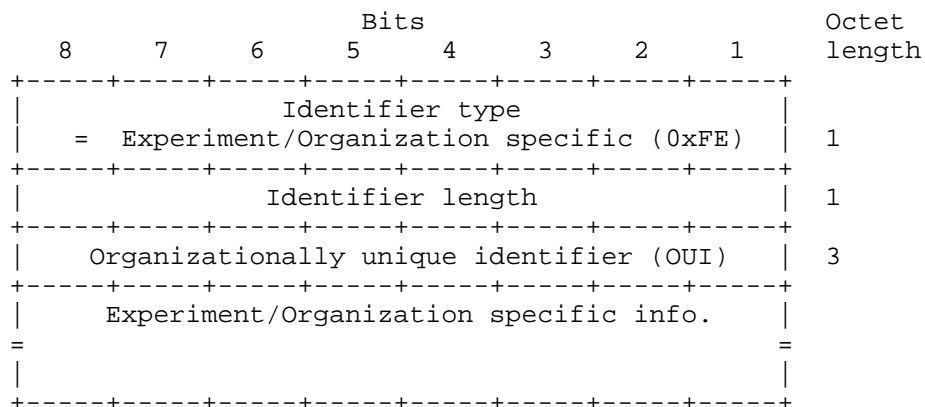 Bits Octet
8 7 6 5 4 3 2 1 length
+-----+-----+-----+-----+-----+-----+-----+-----+
| Identifier type |
| = Experiment/Organization specific (0xFE) | 1
+-----+-----+-----+-----+-----+-----+-----+-----+
| Identifier length | 1
+-----+-----+-----+-----+-----+-----+-----+-----+
| Organizationally unique identifier (OUI) | 3
+-----+-----+-----+-----+-----+-----+-----+-----+
| Experiment/Organization specific info. |
= =
| |
+-----+-----+-----+-----+-----+-----+-----+-----+